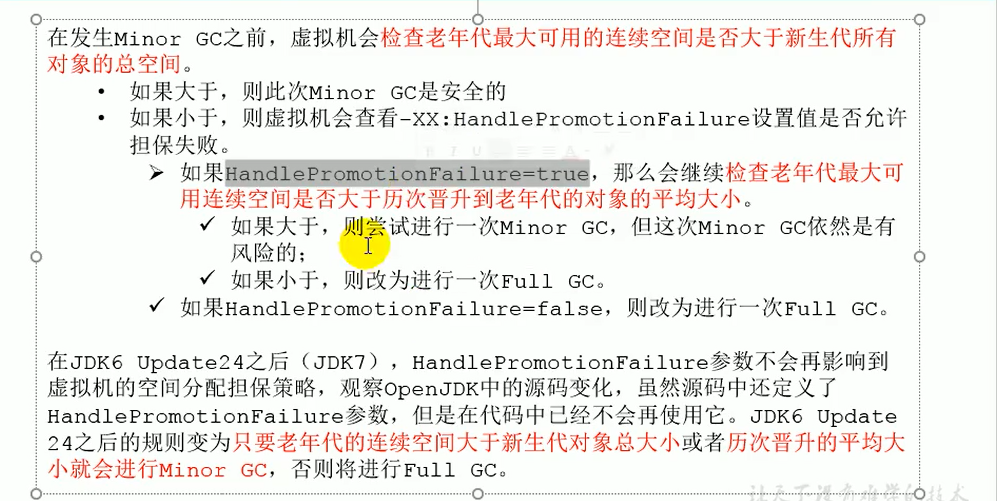 在发生Minor GC之前，虚拟机会检查老年代最大可用的连续空间是否大于新生代所有
对象的总空间。
• 如果大于，则此次Minor GC是安全的
• 如果小于，则虚拟机会查看-XX:HandlePromotionFailure设置值是否允许
担保失败。
➢ 如果HandlePromotionFailure=true，那么会继续检查老年代最大可
用连续空间是否大于历次晋升到老年代的对象的平均大小。
✓ 如果大于，则尝试进行一次Minor GC，但这次Minor GC依然是有
风险的；
✓ 如果小于，则改为进行一次Full GC。
✓ 如果HandlePromotionFailure=false，则改为进行一次Full GC。
在JDK6 Update24之后（JDK7），HandlePromotionFailure参数不会再影响到
虚拟机的空间分配担保策略，观察OpenJDK中的源码变化，虽然源码中还定义了
HandlePromotionFailure参数，但是在代码中已经不会再使用它。JDK6 Update
24之后的规则变为只要老年代的连续空间大于新生代对象总大小或者历次晋升的平均大
小就会进行Minor GC，否则将进行Full GC。